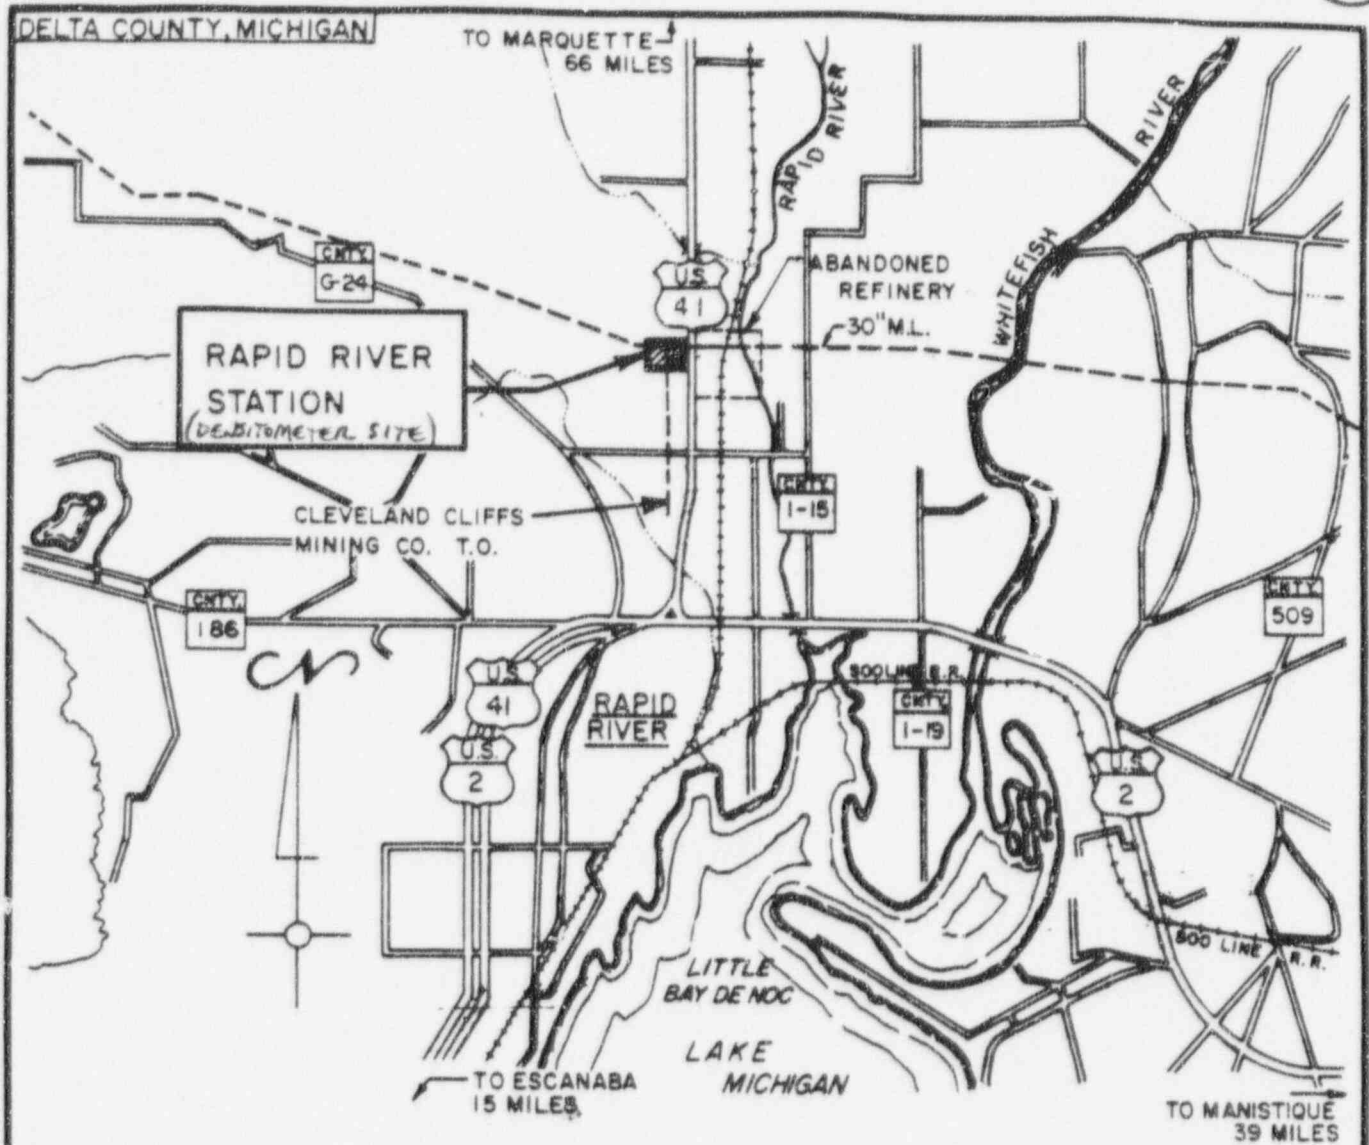 DELTA COUNTY, MICHIGAN
TO MARQUETTE
66 MILES
RAPID RIVER
WHITEFISH RIVER
CNTY.
G-24
U.S.
41
ABANDONED
REFINERY
30" M.L.
RAPID RIVER
STATION
(DENSITOMETER SITE)
CNTY.
I-15
CLEVELAND CLIFFS
MINING CO. T.O.
CNTY.
186
CNTY.
509
N
U.S.
41
RAPID
RIVER
SOO LINE R.R.
CNTY.
I-19
U.S.
2
U.S.
2
SOO LINE R.R.
LITTLE
BAY DE NOC
LAKE
MICHIGAN
TO ESCANABA
15 MILES
TO MANISTIQUE
39 MILES